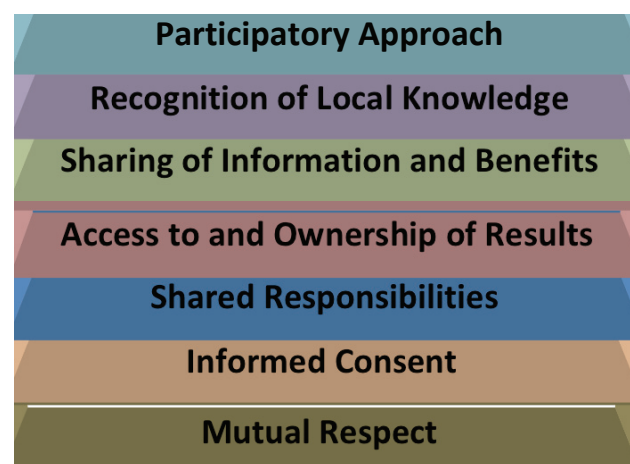 Participatory Approach
Recognition of Local Knowledge
Sharing of Information and Benefits
Access to and Ownership of Results
Shared Responsibilities
Informed Consent
Mutual Respect